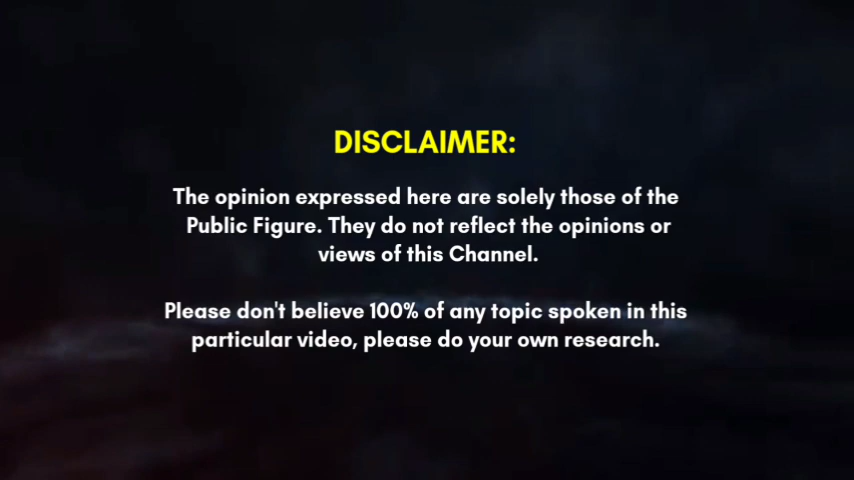 DISCLAIMER:
The opinion expressed here are solely those of the
Public Figure. They do not reflect the opinions or
views of this Channel.
Please don't believe 100% of any topic spoken in this
particular video, please do your own research.